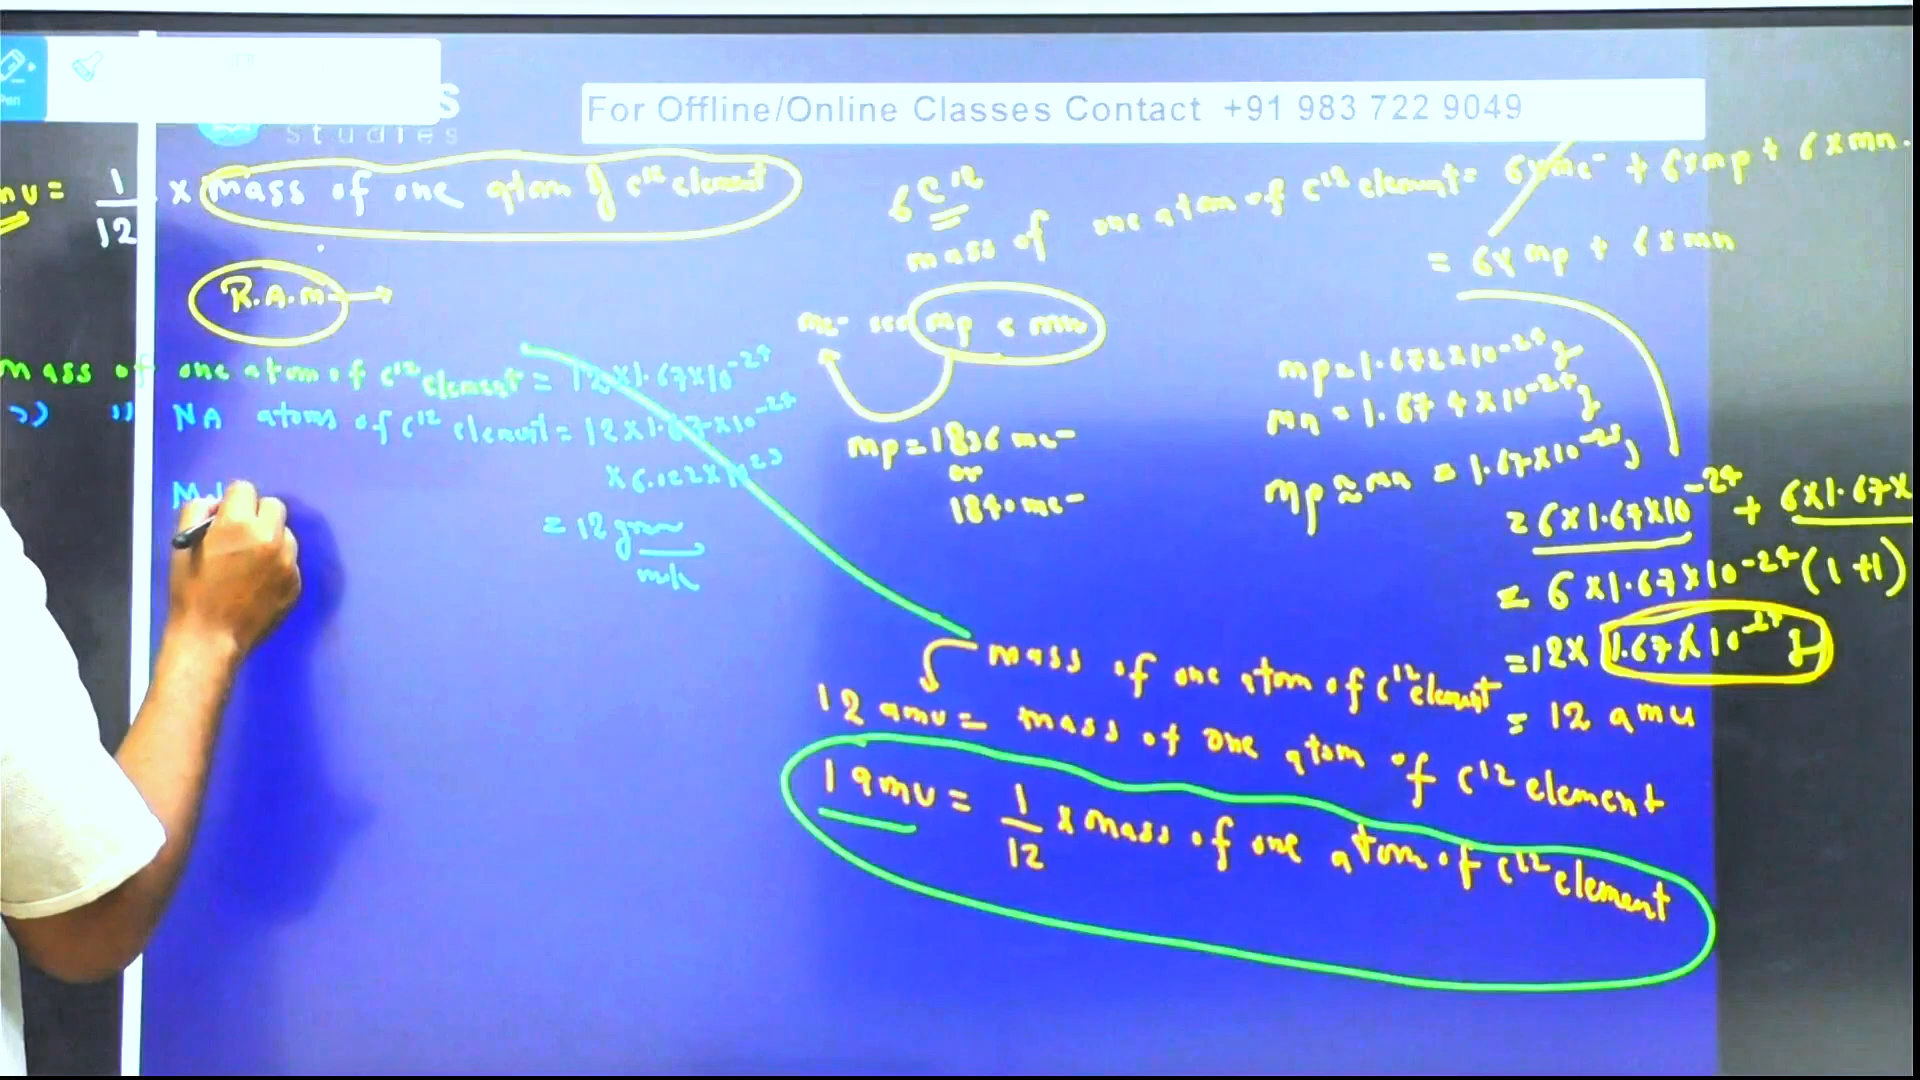 Pen
S
Studies
For Offline/Online Classes Contact +91 983 722 9049
mu = 1/12 × mass of one atom of C¹² element
R.A.M →
mass of one atom of C¹² element = 12×1.67×10⁻²⁴
,, ,, NA atoms of C¹² element = 12×1.67×10⁻²⁴
×6.022×10²³
= 12 gram
mole
₆C¹²
mass of one atom of C¹² element = 6×me⁻ + 6×mp + 6×mn.
= 6×mp + 6×mn
me⁻ <<< mp < mn
mp = 1836 me⁻
or
1840 me⁻
mp = 1.672×10⁻²⁴g
mn = 1.674×10⁻²⁴g
mp ≈ mn = 1.67×10⁻²⁴g
= 6×1.67×10⁻²⁴ + 6×1.67×
= 6×1.67×10⁻²⁴(1+1)
= 12× 1.67×10⁻²⁴g
mass of one atom of C¹² element = 12 amu
12 amu = mass of one atom of C¹² element
1 amu = 1/12 × mass of one atom of C¹² element